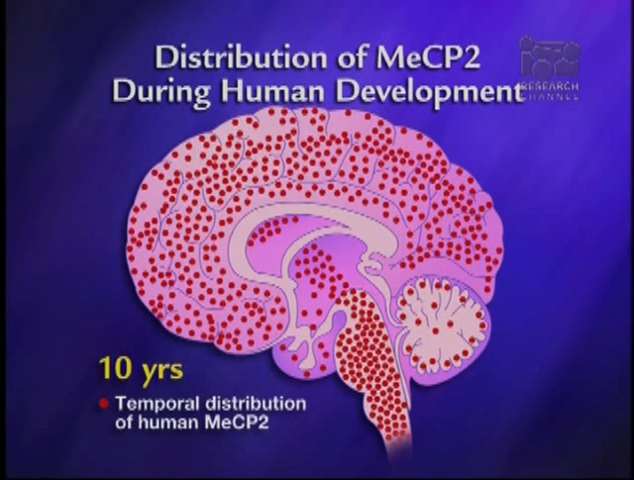 Distribution of MeCP2
During Human Development
RESEARCH
CHANNEL
10 yrs
Temporal distribution
of human MeCP2